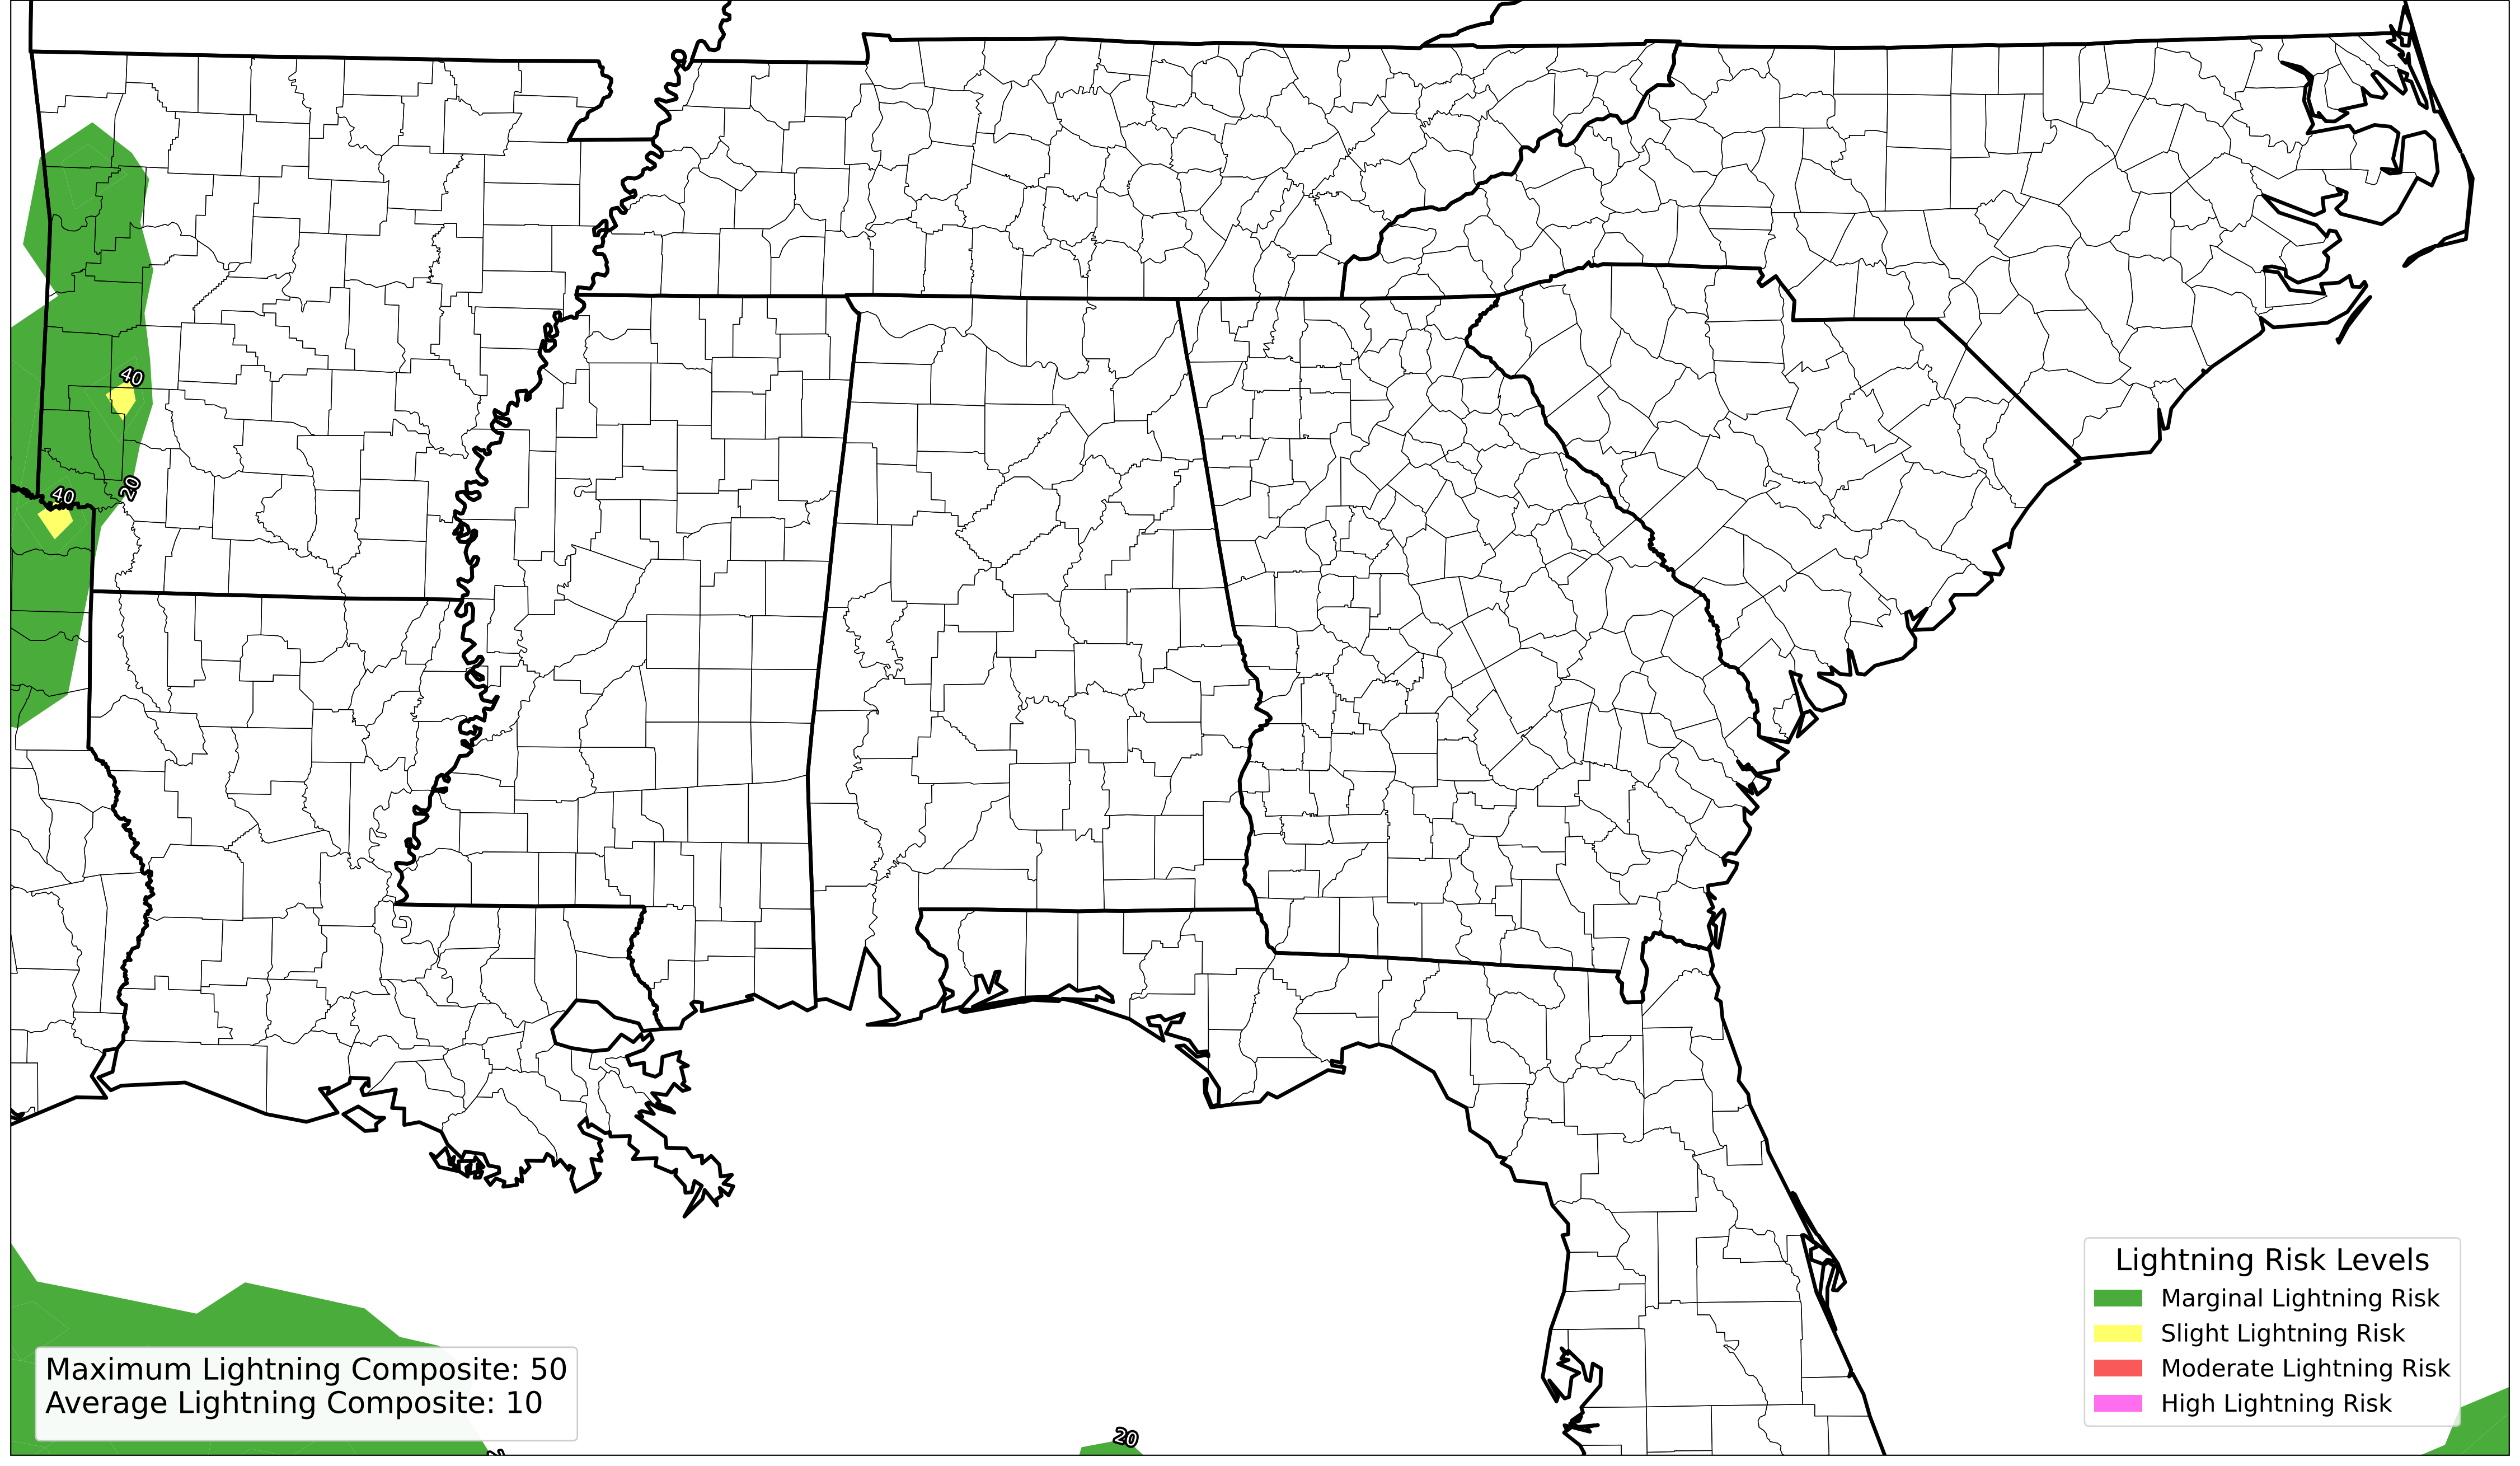 40
40
20
Lightning Risk Levels
Marginal Lightning Risk
Slight Lightning Risk
Moderate Lightning Risk
High Lightning Risk
Maximum Lightning Composite: 50
Average Lightning Composite: 10
20